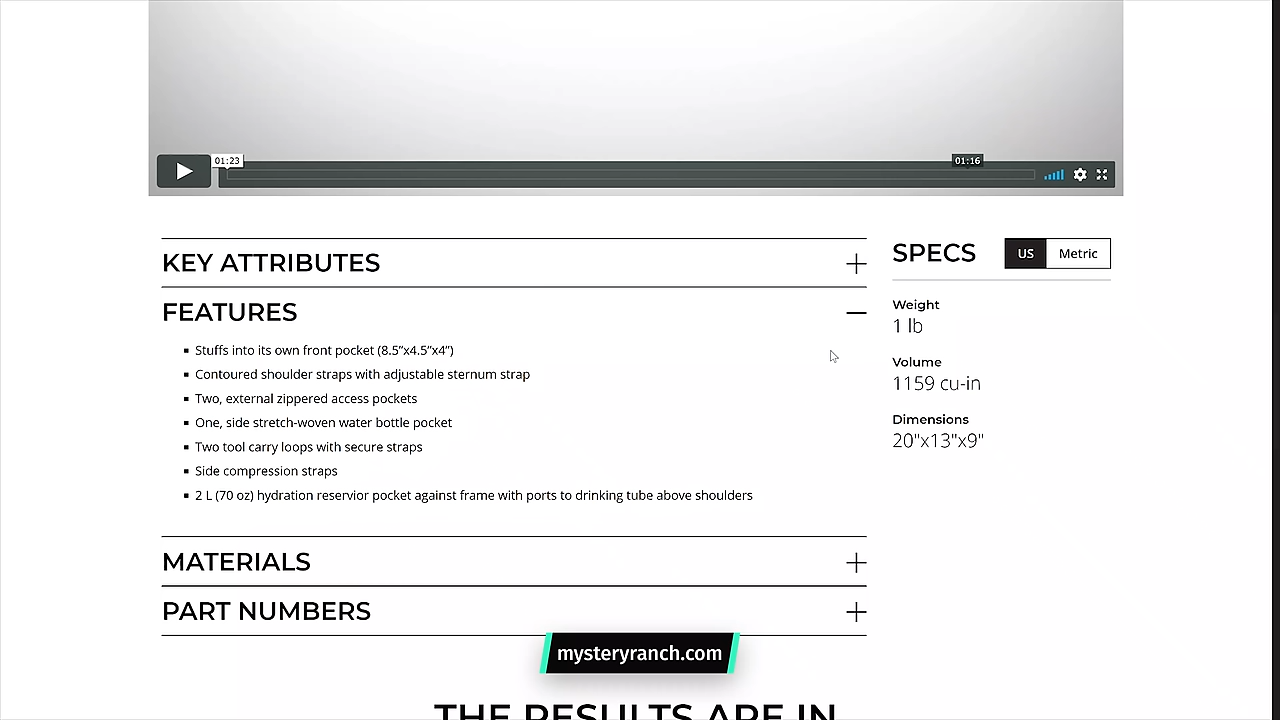 01:23
01:16
KEY ATTRIBUTES
FEATURES
Stuffs into its own front pocket (8.5”x4.5”x4”)
Contoured shoulder straps with adjustable sternum strap
Two, external zippered access pockets
One, side stretch-woven water bottle pocket
Two tool carry loops with secure straps
Side compression straps
2 L (70 oz) hydration reservior pocket against frame with ports to drinking tube above shoulders
MATERIALS
PART NUMBERS
SPECS
US Metric
Weight
1 lb
Volume
1159 cu-in
Dimensions
20"x13"x9"
mysteryranch.com
THE RESULTS ARE IN